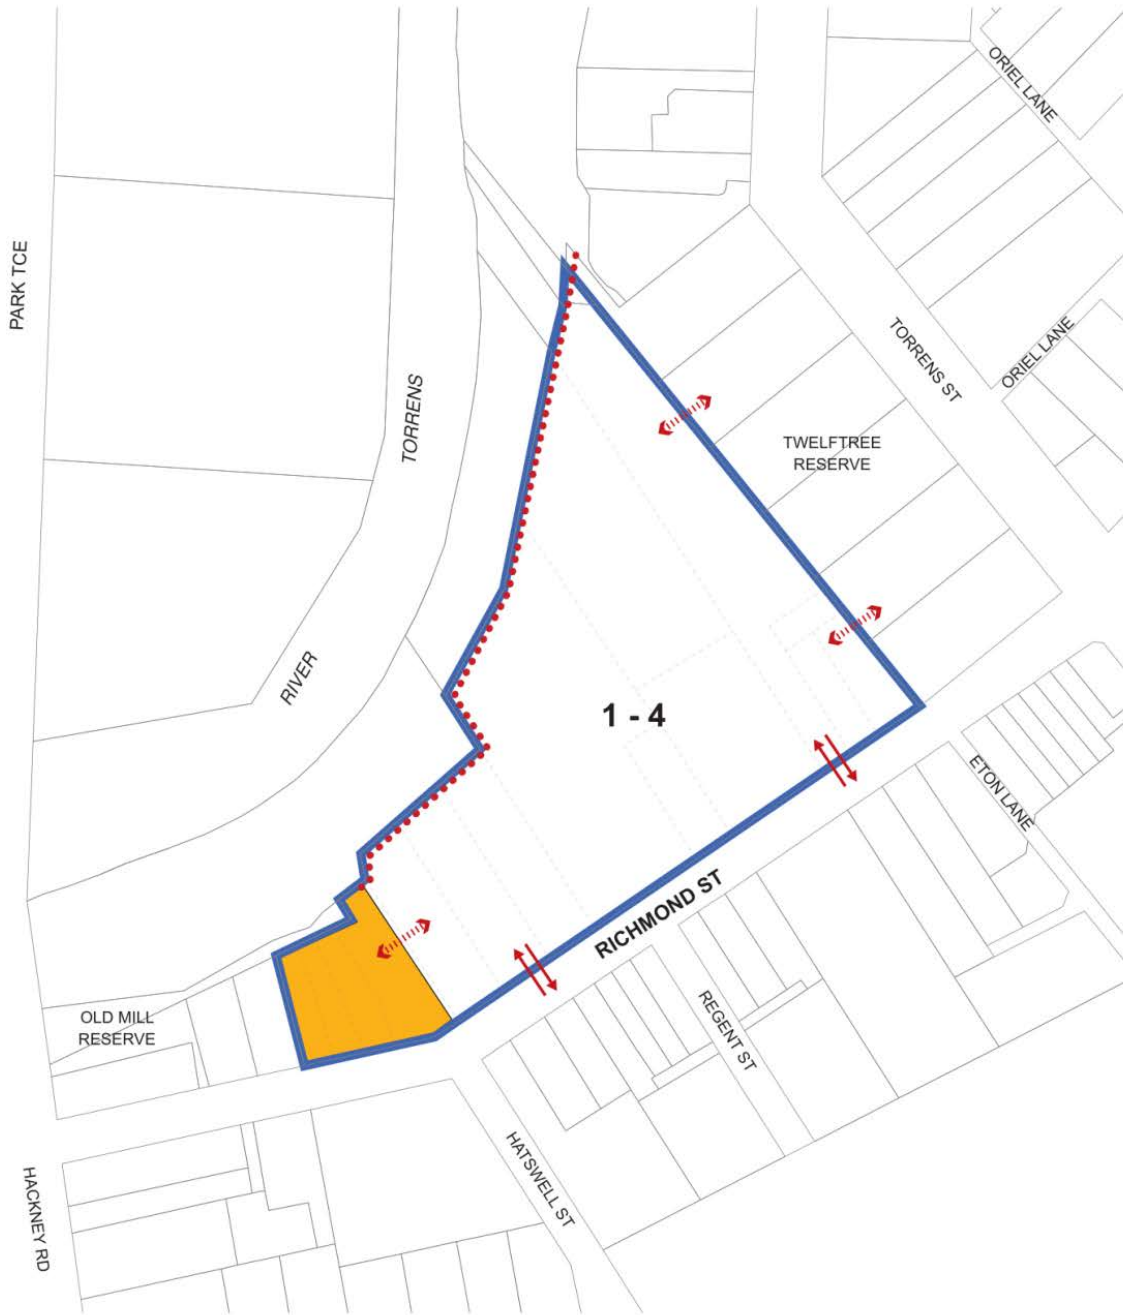 ORIEL LANE
PARK TCE
TORRENS ST
ORIEL LANE
TORRENS
TWELFTREE
RESERVE
RIVER
1 - 4
ETON LANE
RICHMOND ST
OLD MILL
RESERVE
REGENT ST
HATSWELL ST
HACKNEY RD